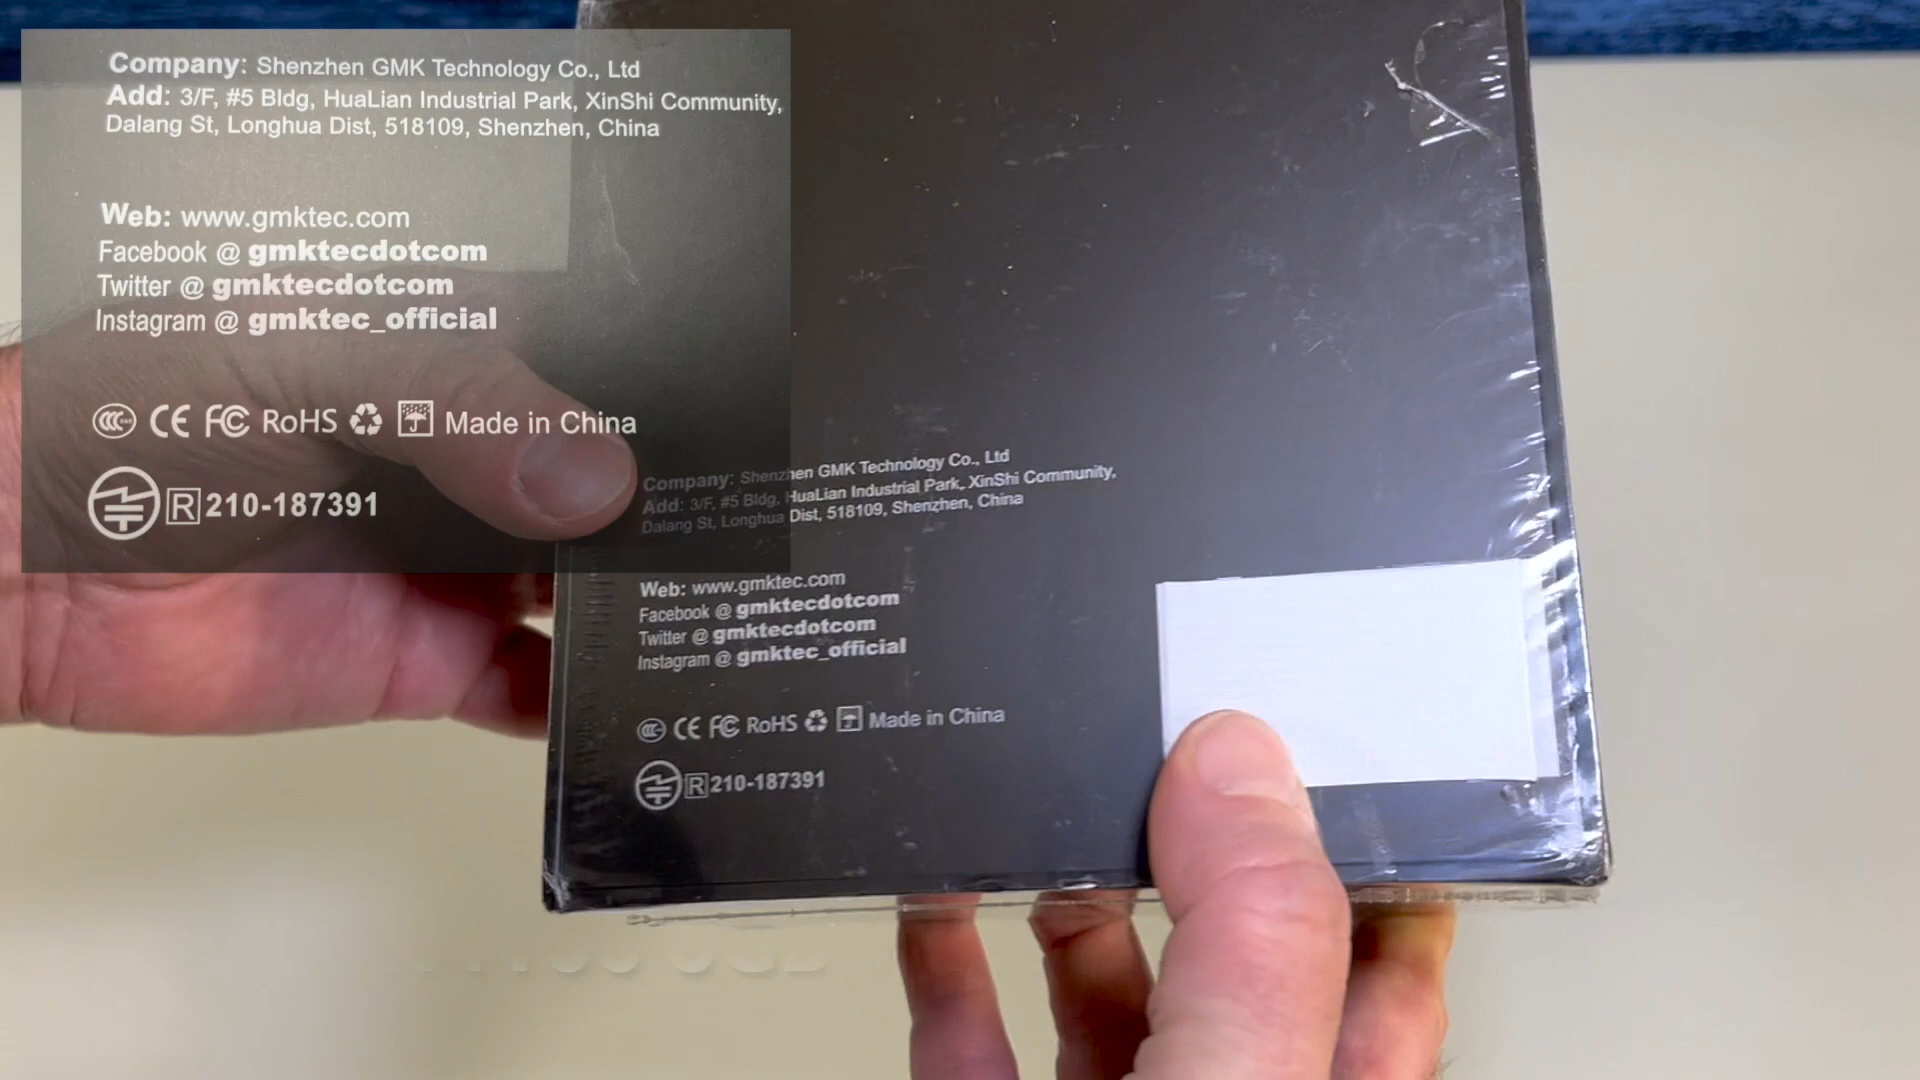 Company: Shenzhen GMK Technology Co., Ltd
Add: 3/F, #5 Bldg, HuaLian Industrial Park, XinShi Community,
Dalang St, Longhua Dist, 518109, Shenzhen, China
Web: www.gmktec.com
Facebook @ gmktecdotcom
Twitter @ gmktecdotcom
Instagram @ gmktec_official
CCC CE FC RoHS Made in China
R 210-187391
Company: Shenzhen GMK Technology Co., Ltd
Add: 3/F, #5 Bldg, HuaLian Industrial Park, XinShi Community,
Dalang St, Longhua Dist, 518109, Shenzhen, China
Web: www.gmktec.com
Facebook @ gmktecdotcom
Twitter @ gmktecdotcom
Instagram @ gmktec_official
CCC CE FC RoHS Made in China
R 210-187391